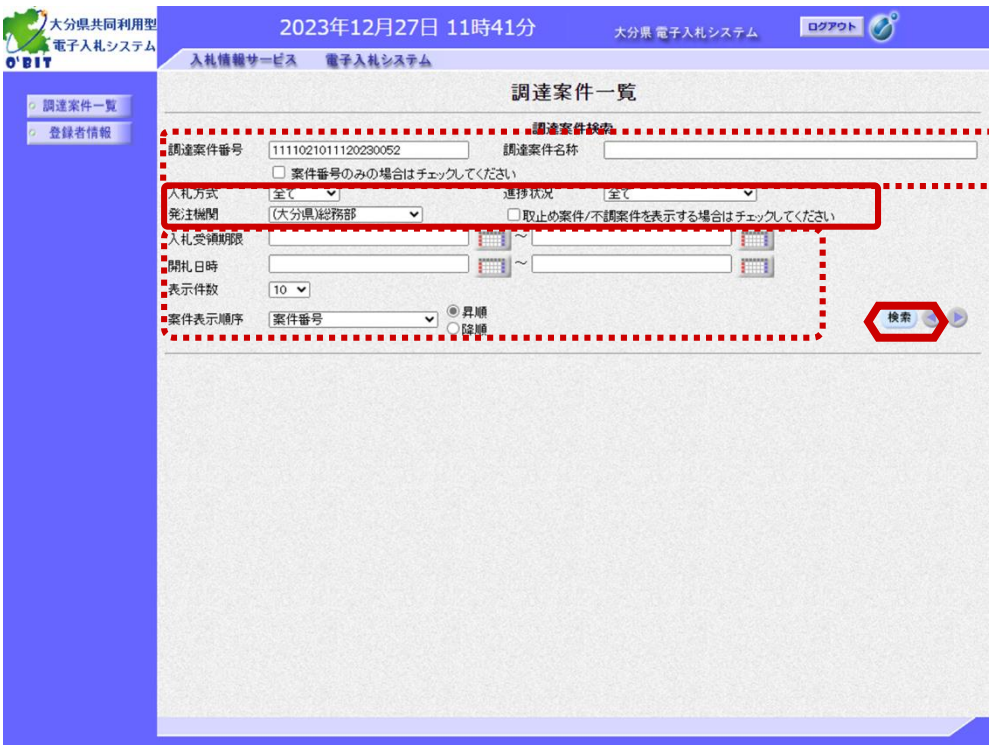 大分県共同利用型
電子入札システム
O'BIT
2023年12月27日 11時41分
大分県 電子入札システム
ログアウト
入札情報サービス 電子入札システム
調達案件一覧
登録者情報
調達案件一覧
調達案件検索
調達案件番号 1111021011120230052 調達案件名称
案件番号のみの場合はチェックしてください
入札方式 全て 進捗状況 全て
発注機関 (大分県)総務部 取止め案件/不調案件を表示する場合はチェックしてください
入札受領期限 ～
開札日時 ～
表示件数 10
案件表示順序 案件番号 昇順
降順
検索